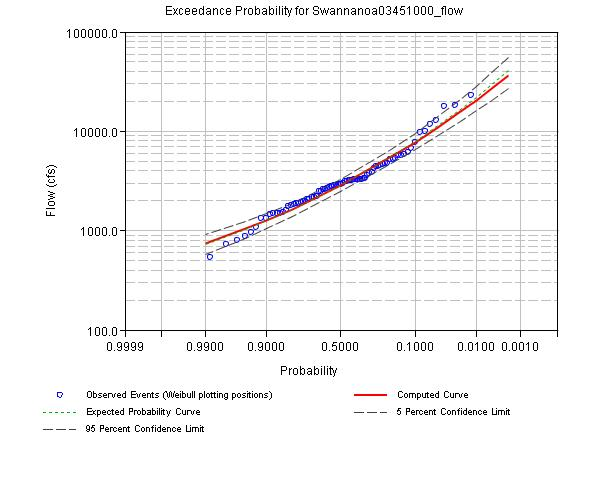 Exceedance Probability for Swannanoa03451000_flow
100000.0
10000.0
1000.0
100.0
Flow (cfs)
0.9999 0.9900 0.9000 0.5000 0.1000 0.0100 0.0010
Probability
Observed Events (Weibull plotting positions) Computed Curve
Expected Probability Curve 5 Percent Confidence Limit
95 Percent Confidence Limit